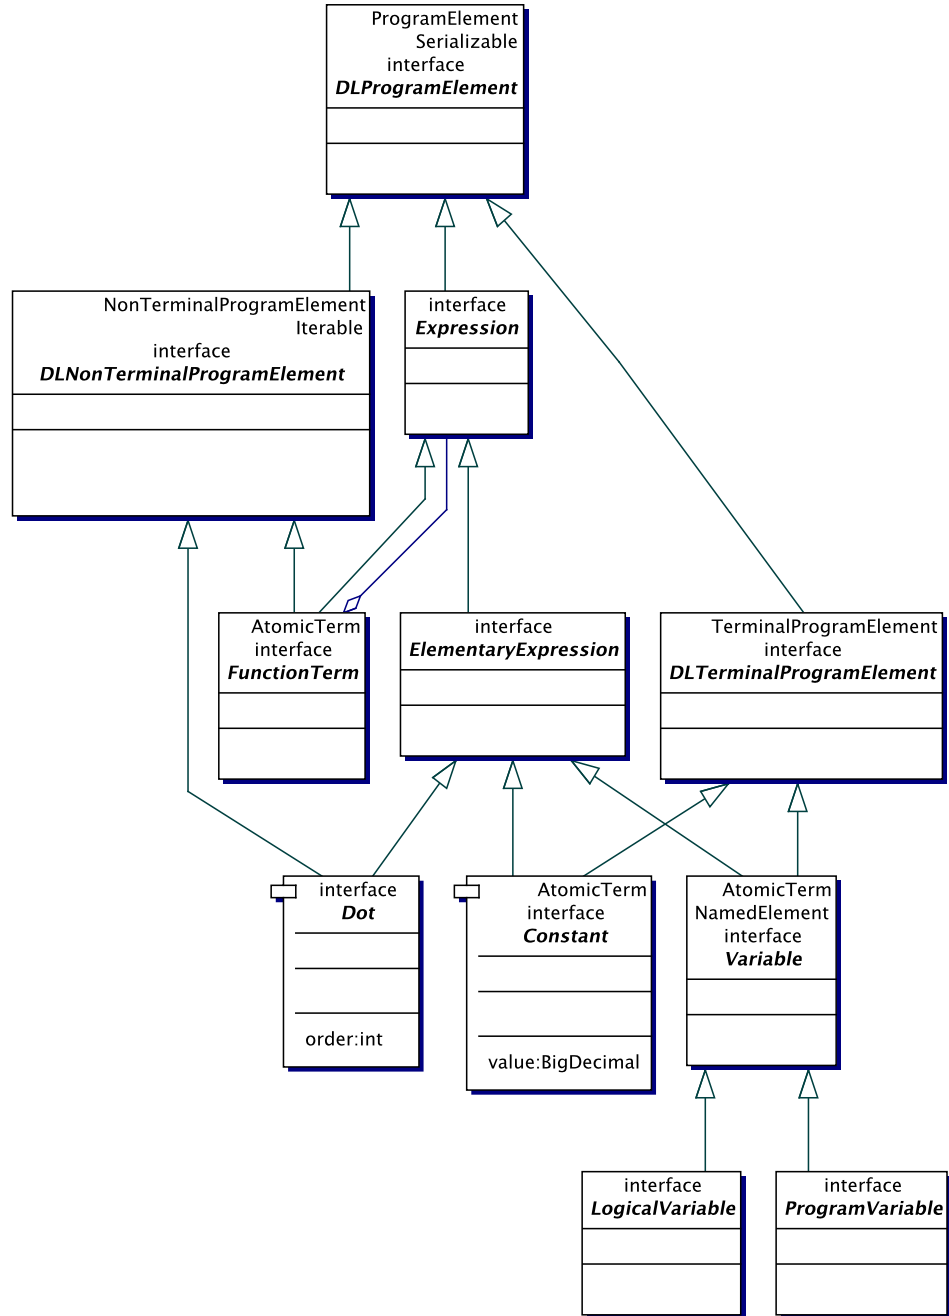 ProgramElement
Serializable
interface
DLProgramElement
NonTerminalProgramElement
Iterable
interface
DLNonTerminalProgramElement
interface
Expression
AtomicTerm
interface
FunctionTerm
interface
ElementaryExpression
TerminalProgramElement
interface
DLTerminalProgramElement
interface
Dot
order:int
AtomicTerm
interface
Constant
value:BigDecimal
AtomicTerm
NamedElement
interface
Variable
interface
LogicalVariable
interface
ProgramVariable